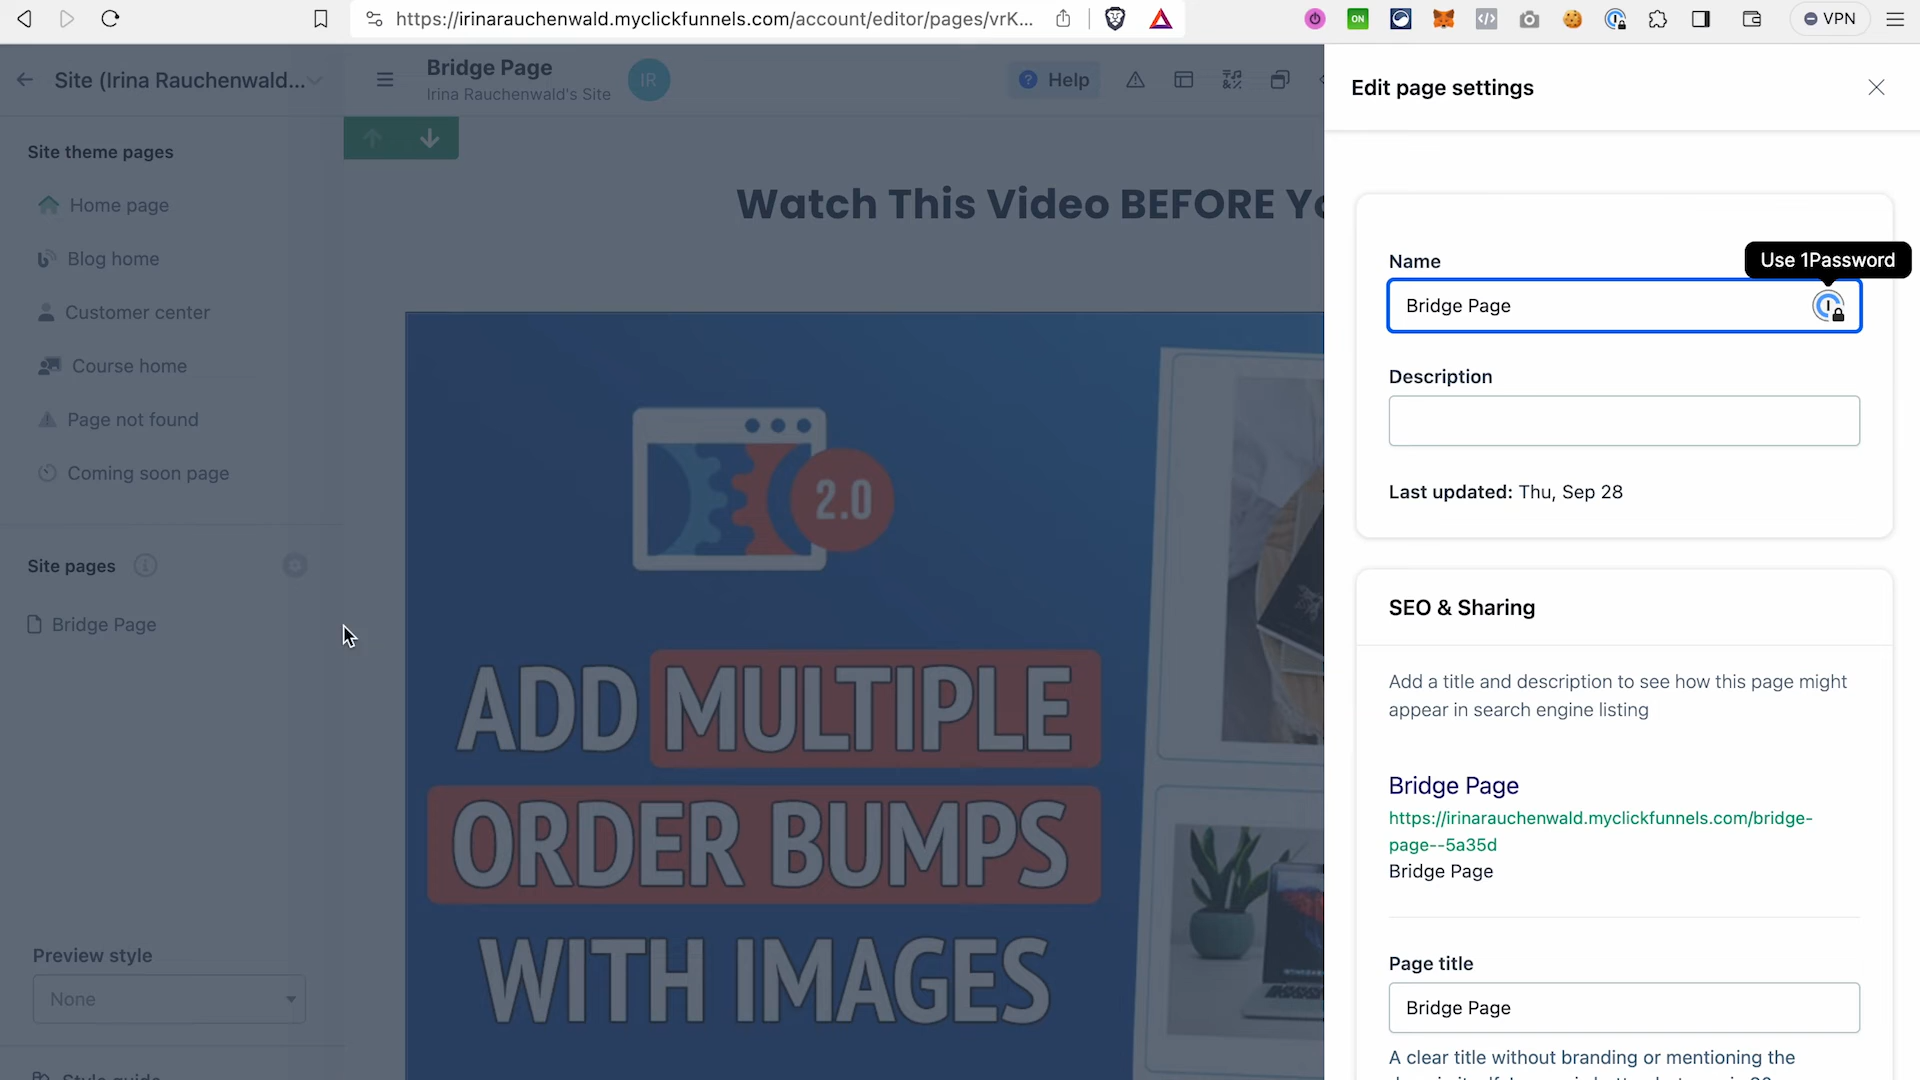 https://irinarauchenwald.myclickfunnels.com/account/editor/pages/vrK...
ON
VPN
Site (Irina Rauchenwald...
Bridge Page
Irina Rauchenwald's Site
IR
Help
Edit page settings
Site theme pages
Home page
Blog home
Customer center
Course home
Page not found
Coming soon page
Site pages
Bridge Page
Preview style
None
Style guide
Watch This Video BEFORE
2.0
ADD MULTIPLE
ORDER BUMPS
WITH IMAGES
Name
Use 1Password
Bridge Page
Description
Last updated: Thu, Sep 28
SEO & Sharing
Add a title and description to see how this page might
appear in search engine listing
Bridge Page
https://irinarauchenwald.myclickfunnels.com/bridge-
page--5a35d
Bridge Page
Page title
Bridge Page
A clear title without branding or mentioning the